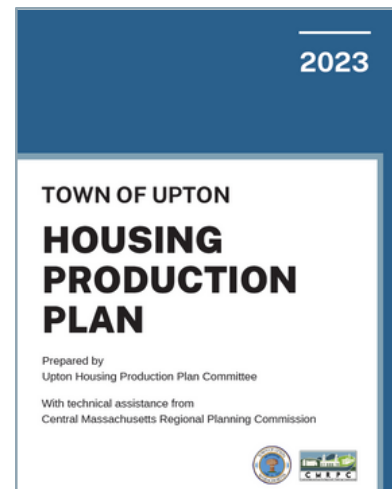 2023
TOWN OF UPTON
HOUSING
PRODUCTION
PLAN
Prepared by
Upton Housing Production Plan Committee
With technical assistance from
Central Massachusetts Regional Planning Commission
CMRPC